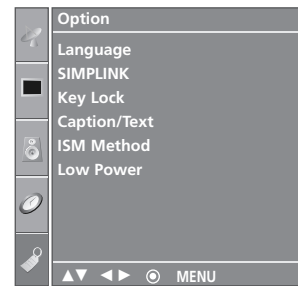 Option
Language
SIMPLINK
Key Lock
Caption/Text
ISM Method
Low Power
▲▼ ◄► ◉ MENU